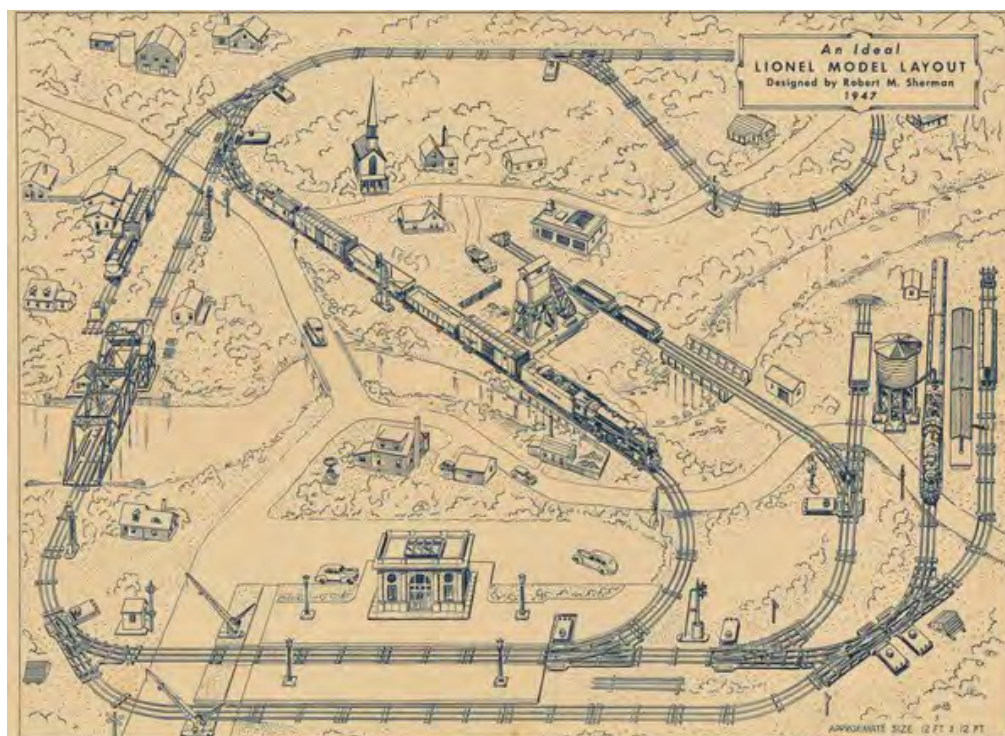 An Ideal
LIONEL MODEL LAYOUT
Designed by Robert M. Sherman
1947
APPROXIMATE SIZE 12 FT. X 12 FT.